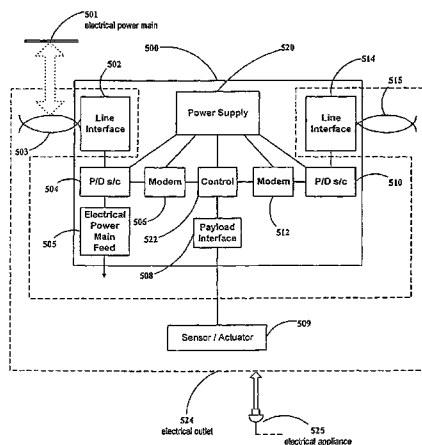 501
electrical power main
502
500
520
514
515
Line
Interface
Power Supply
Line
Interface
503
504
P/D s/c
Modem
Control
Modem
P/D s/c
510
506
522
512
505
Electrical
Power
Main
Feed
Payload
Interface
508
Sensor / Actuator
509
524
electrical outlet
525
electrical appliance